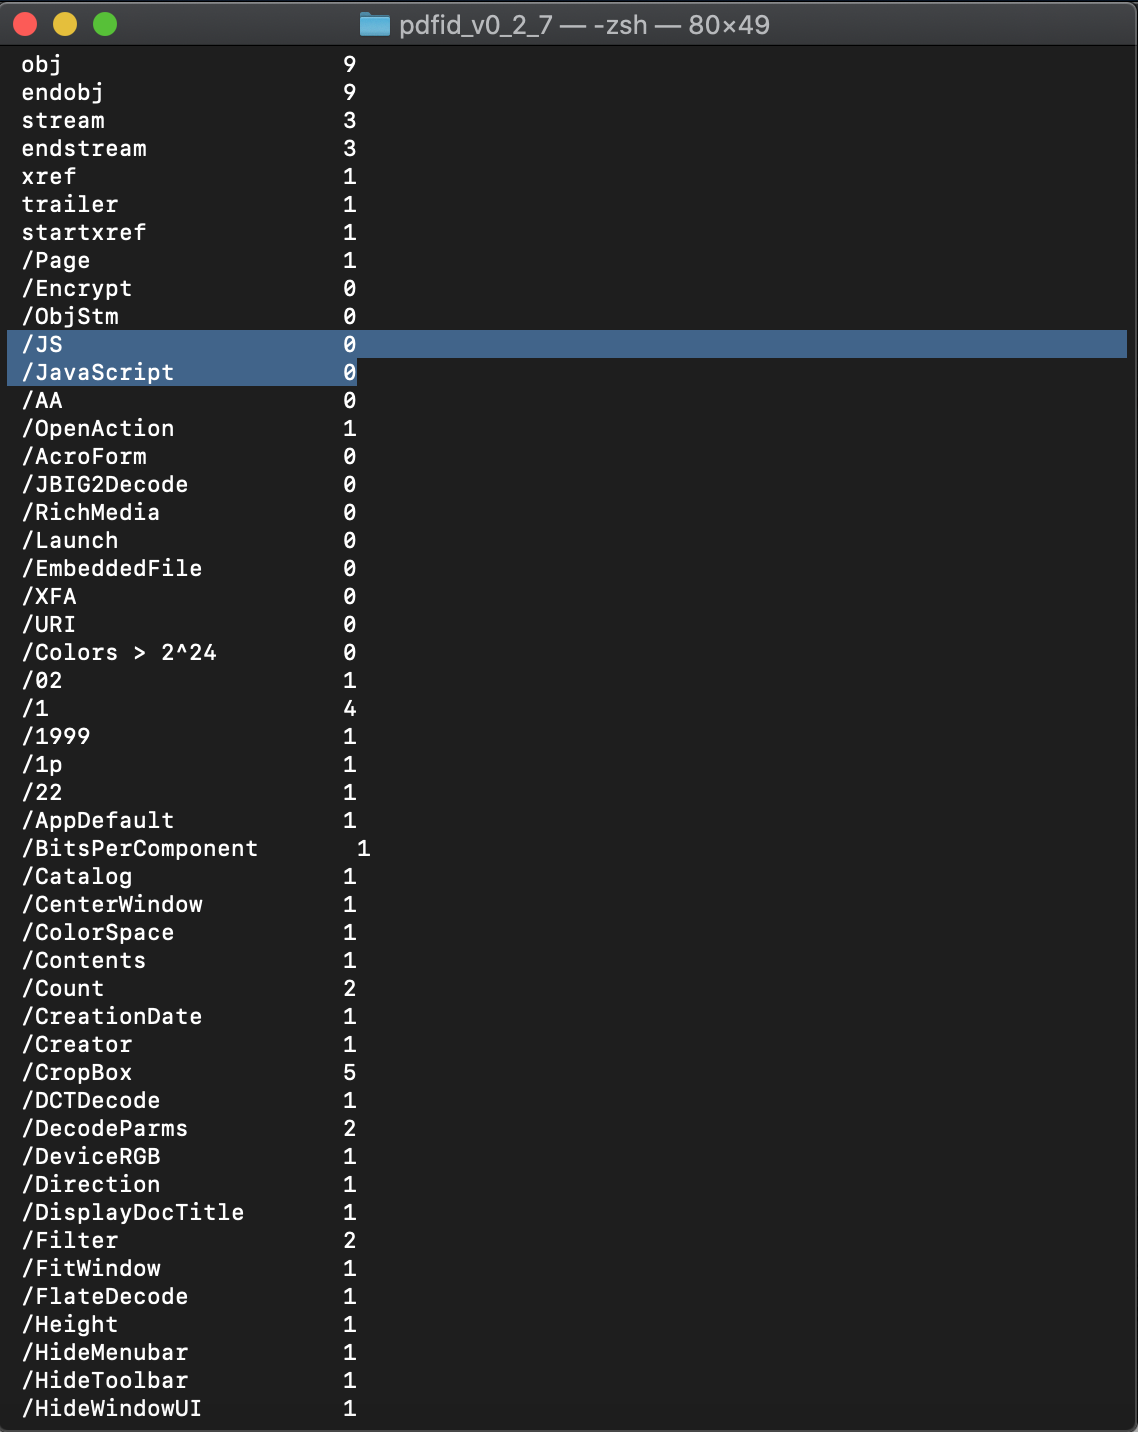 pdfid_v0_2_7 — -zsh — 80×49
obj 9
endobj 9
stream 3
endstream 3
xref 1
trailer 1
startxref 1
/Page 1
/Encrypt 0
/ObjStm 0
/JS 0
/JavaScript 0
/AA 0
/OpenAction 1
/AcroForm 0
/JBIG2Decode 0
/RichMedia 0
/Launch 0
/EmbeddedFile 0
/XFA 0
/URI 0
/Colors > 2^24 0
/02 1
/1 4
/1999 1
/1p 1
/22 1
/AppDefault 1
/BitsPerComponent 1
/Catalog 1
/CenterWindow 1
/ColorSpace 1
/Contents 1
/Count 2
/CreationDate 1
/Creator 1
/CropBox 5
/DCTDecode 1
/DecodeParms 2
/DeviceRGB 1
/Direction 1
/DisplayDocTitle 1
/Filter 2
/FitWindow 1
/FlateDecode 1
/Height 1
/HideMenubar 1
/HideToolbar 1
/HideWindowUI 1